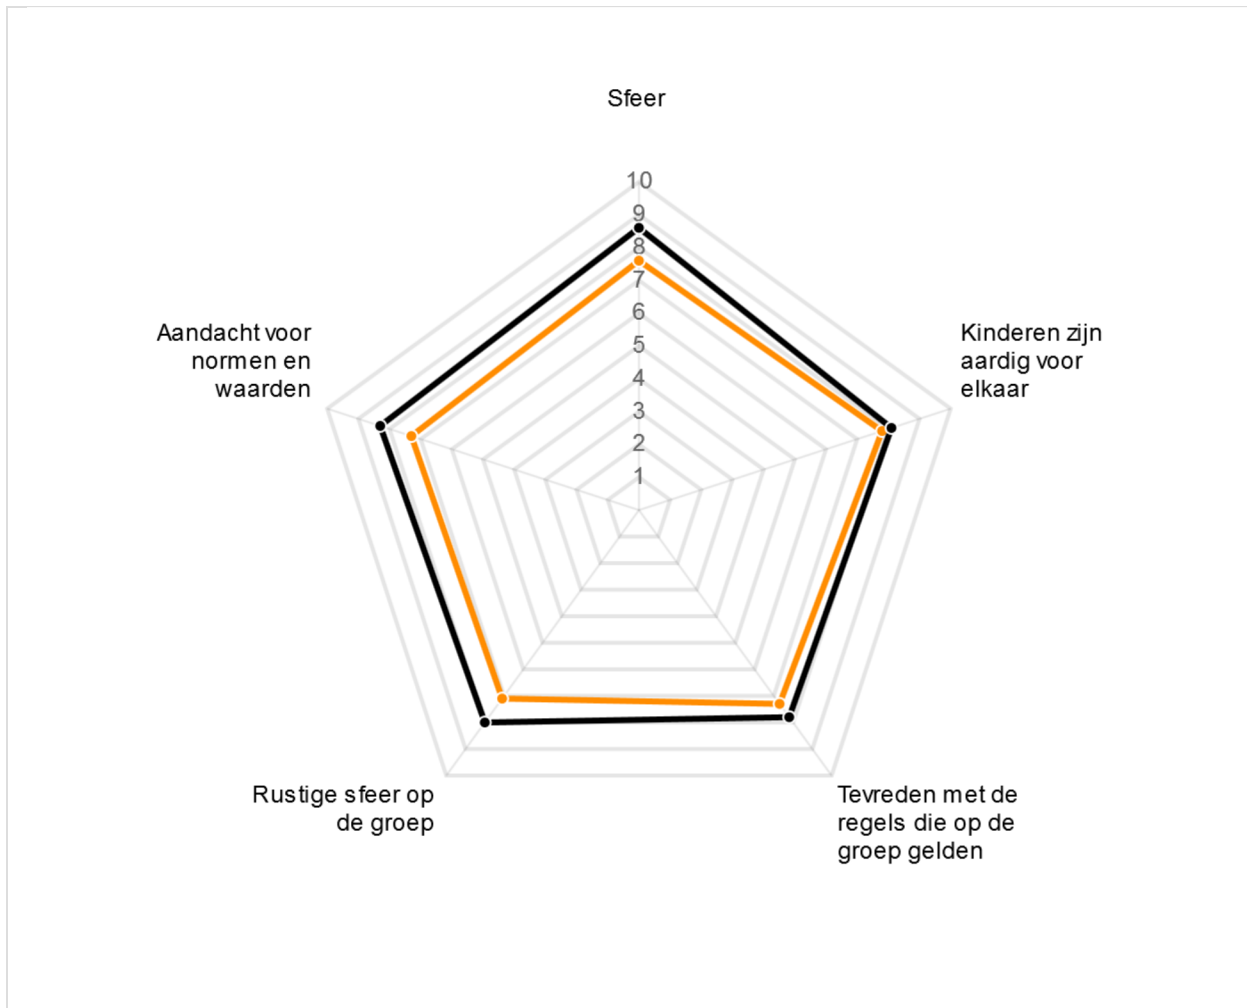 Sfeer
10
9
8
7
6
5
4
3
2
1
Kinderen zijn
aardig voor
elkaar
Tevreden met de
regels die op de
groep gelden
Rustige sfeer op
de groep
Aandacht voor
normen en
waarden